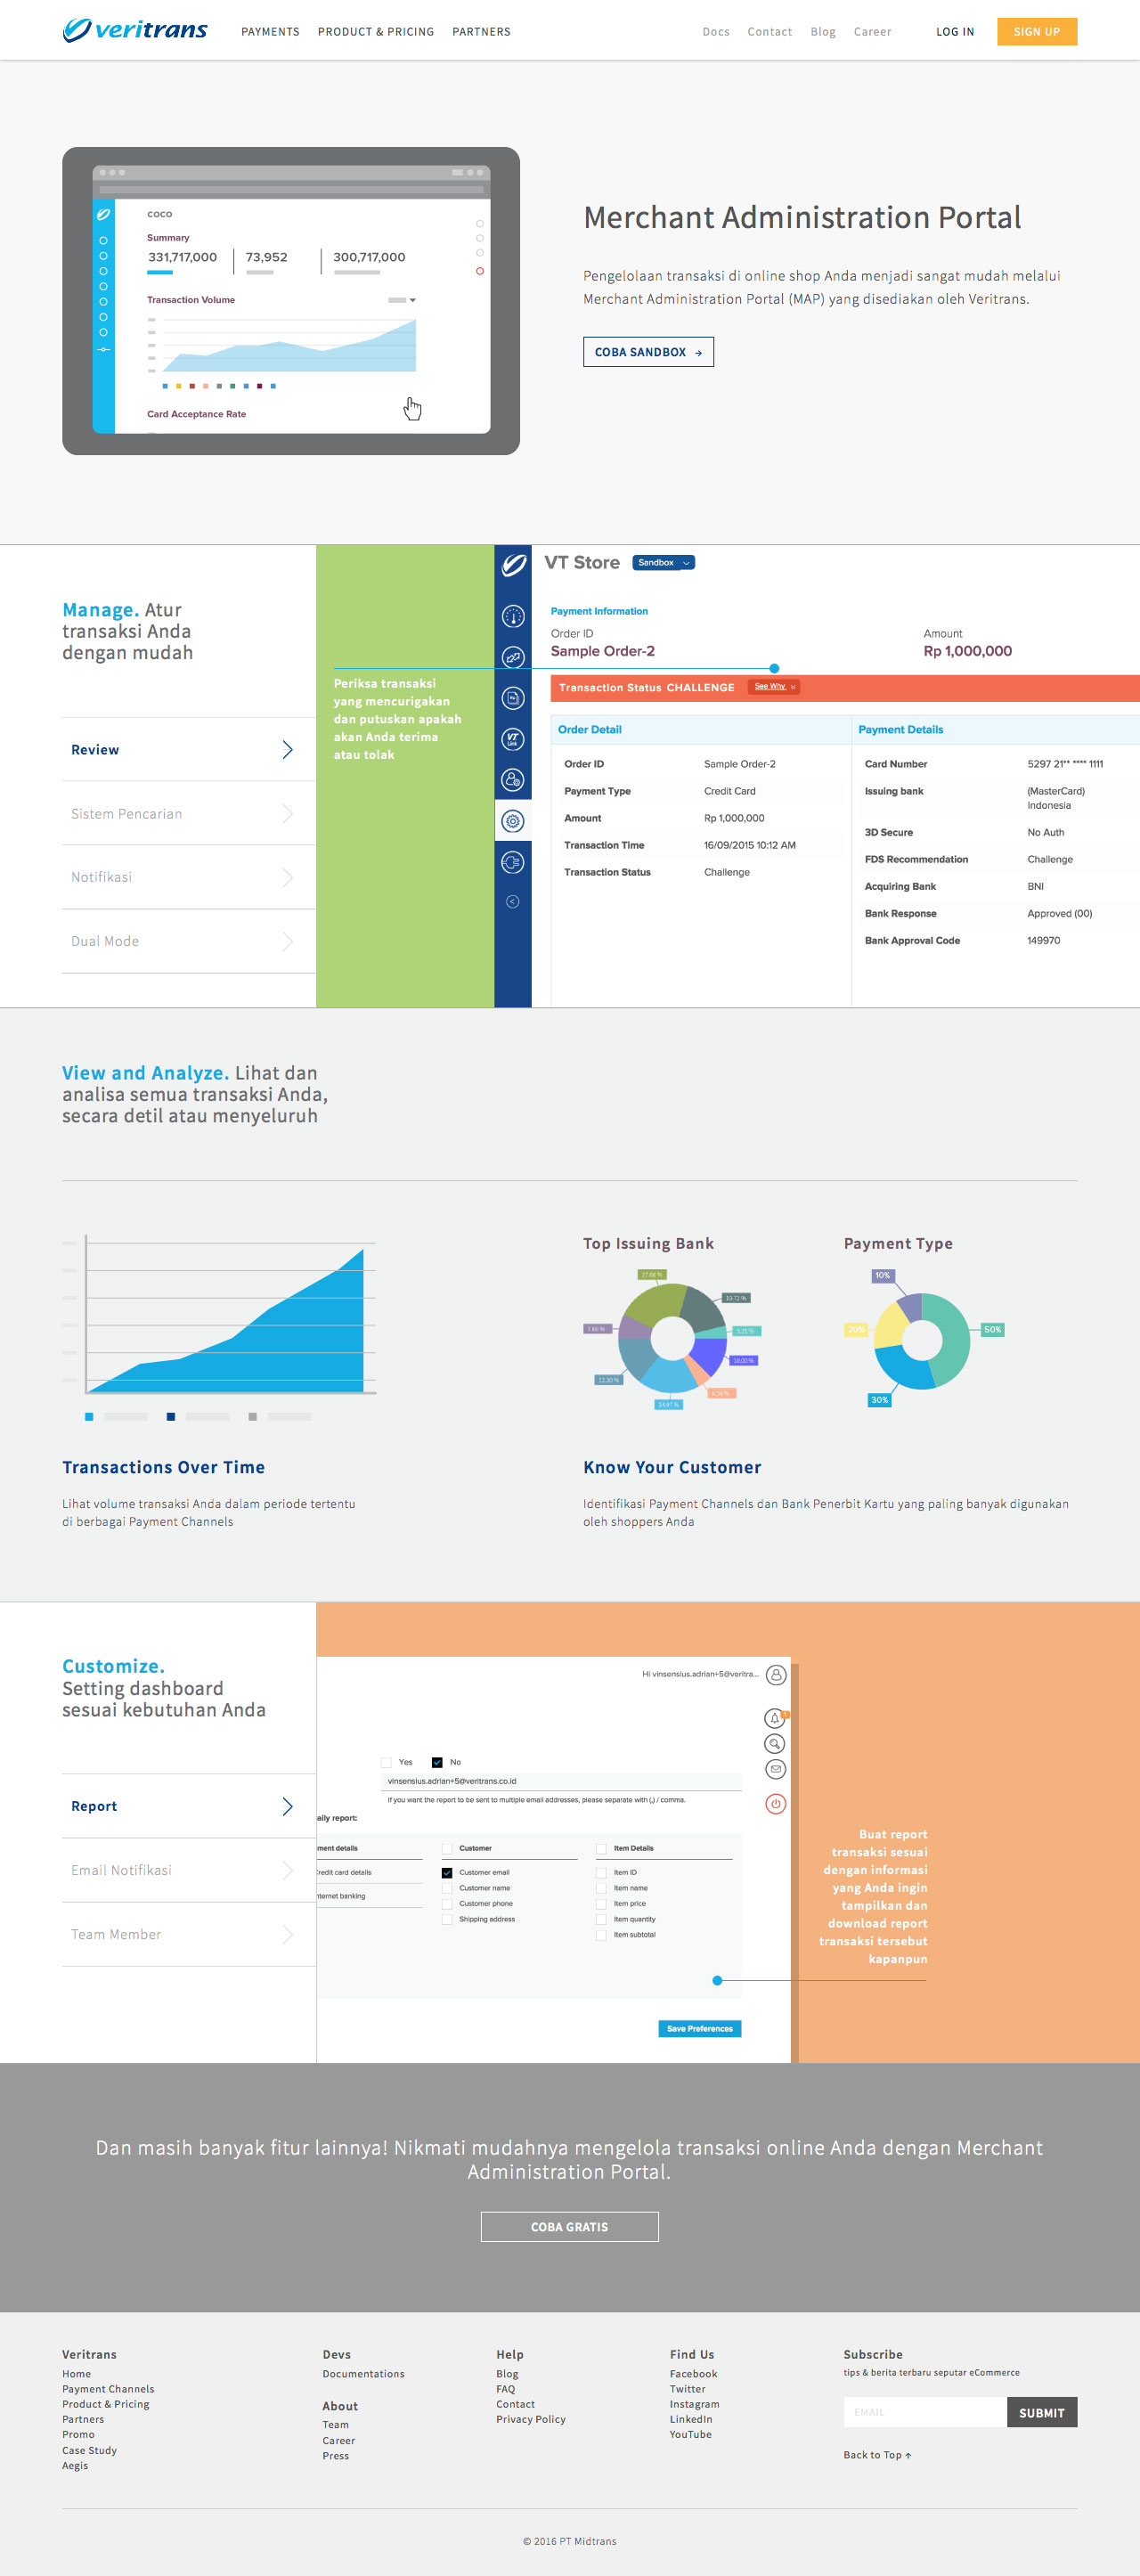 veritrans
PAYMENTS PRODUCT & PRICING PARTNERS
Docs Contact Blog Career LOG IN SIGN UP
coco
Summary
331,717,000 73,952 300,717,000
Transaction Volume
Card Acceptance Rate
Merchant Administration Portal
Pengelolaan transaksi di online shop Anda menjadi sangat mudah melalui
Merchant Administration Portal (MAP) yang disediakan oleh Veritrans.
COBA SANDBOX →
Manage. Atur
transaksi Anda
dengan mudah
Review
Sistem Pencarian
Notifikasi
Dual Mode
Periksa transaksi
yang mencurigakan
dan putuskan apakah
akan Anda terima
atau tolak
VT Link
VT Store Sandbox
Payment Information
Order ID Amount
Sample Order-2 Rp 1,000,000
Transaction Status CHALLENGE See Why
Order Detail
Order ID Sample Order-2
Payment Type Credit Card
Amount Rp 1,000,000
Transaction Time 16/09/2015 10:12 AM
Transaction Status Challenge
Payment Details
Card Number 5297 21** **** 1111
Issuing bank (MasterCard)
Indonesia
3D Secure No Auth
FDS Recommendation Challenge
Acquiring Bank BNI
Bank Response Approved (00)
Bank Approval Code 149970
View and Analyze. Lihat dan
analisa semua transaksi Anda,
secara detil atau menyeluruh
Top Issuing Bank
Payment Type
10%
20%
50%
30%
Transactions Over Time
Lihat volume transaksi Anda dalam periode tertentu
di berbagai Payment Channels
Know Your Customer
Identifikasi Payment Channels dan Bank Penerbit Kartu yang paling banyak digunakan
oleh shoppers Anda
Customize.
Setting dashboard
sesuai kebutuhan Anda
Report
Email Notifikasi
Team Member
Hi vinsensius.adrian+5@veritra...
Yes No
vinsensius.adrian+5@veritrans.co.id
If you want the report to be sent to multiple email addresses, please separate with (,) / comma.
aily report:
ment details Customer Item Details
redit card details Customer email Item ID
Customer name Item name
nternet banking Customer phone Item price
Shipping address Item quantity
Item subtotal
Save Preferences
Buat report
transaksi sesuai
dengan informasi
yang Anda ingin
tampilkan dan
download report
transaksi tersebut
kapanpun
Dan masih banyak fitur lainnya! Nikmati mudahnya mengelola transaksi online Anda dengan Merchant
Administration Portal.
COBA GRATIS
Veritrans
Home
Payment Channels
Product & Pricing
Partners
Promo
Case Study
Aegis
Devs
Documentations
About
Team
Career
Press
Help
Blog
FAQ
Contact
Privacy Policy
Find Us
Facebook
Twitter
Instagram
LinkedIn
YouTube
Subscribe
tips & berita terbaru seputar eCommerce
EMAIL SUBMIT
Back to Top ↑
© 2016 PT Midtrans